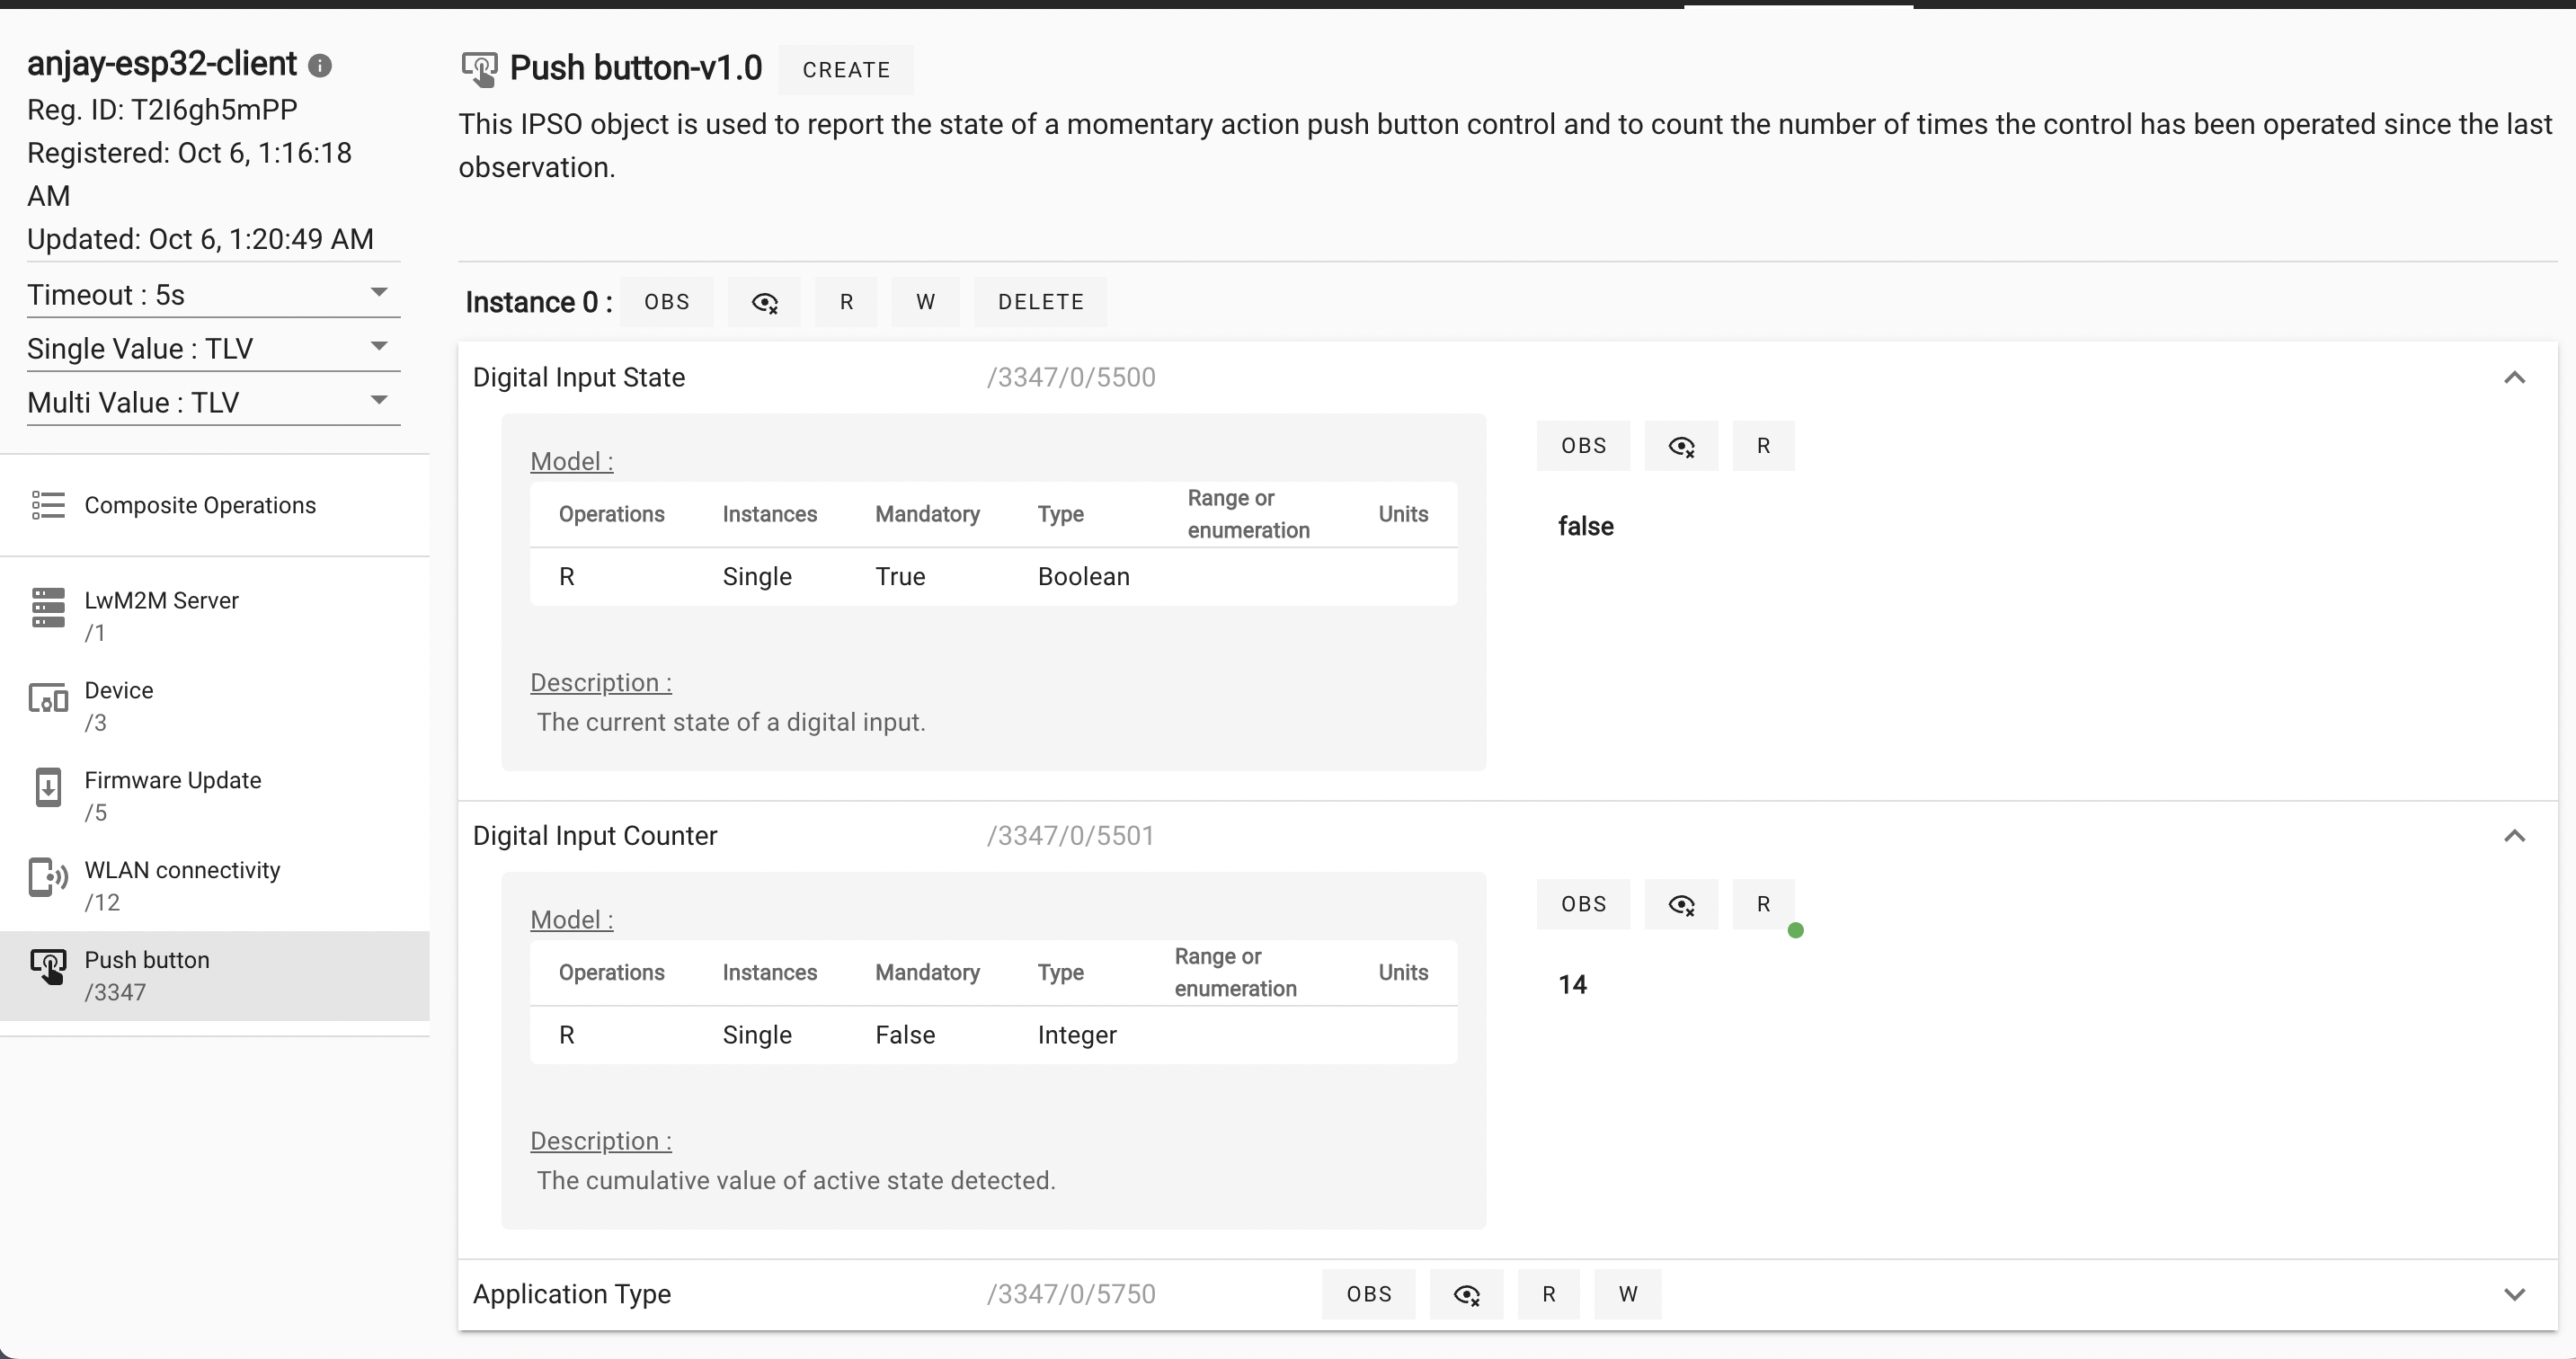 anjay-esp32-client
Reg. ID: T2I6gh5mPP
Registered: Oct 6, 1:16:18
AM
Updated: Oct 6, 1:20:49 AM
Timeout : 5s
Single Value : TLV
Multi Value : TLV
Composite Operations
LwM2M Server
/1
Device
/3
Firmware Update
/5
WLAN connectivity
/12
Push button
/3347
Push button-v1.0 CREATE
This IPSO object is used to report the state of a momentary action push button control and to count the number of times the control has been operated since the last
observation.
Instance 0 : OBS R W DELETE
Digital Input State /3347/0/5500
Model :
Operations Instances Mandatory Type Range or enumeration Units
R Single True Boolean
Description :
The current state of a digital input.
OBS R
false
Digital Input Counter /3347/0/5501
Model :
Operations Instances Mandatory Type Range or enumeration Units
R Single False Integer
Description :
The cumulative value of active state detected.
OBS R
14
Application Type /3347/0/5750 OBS R W